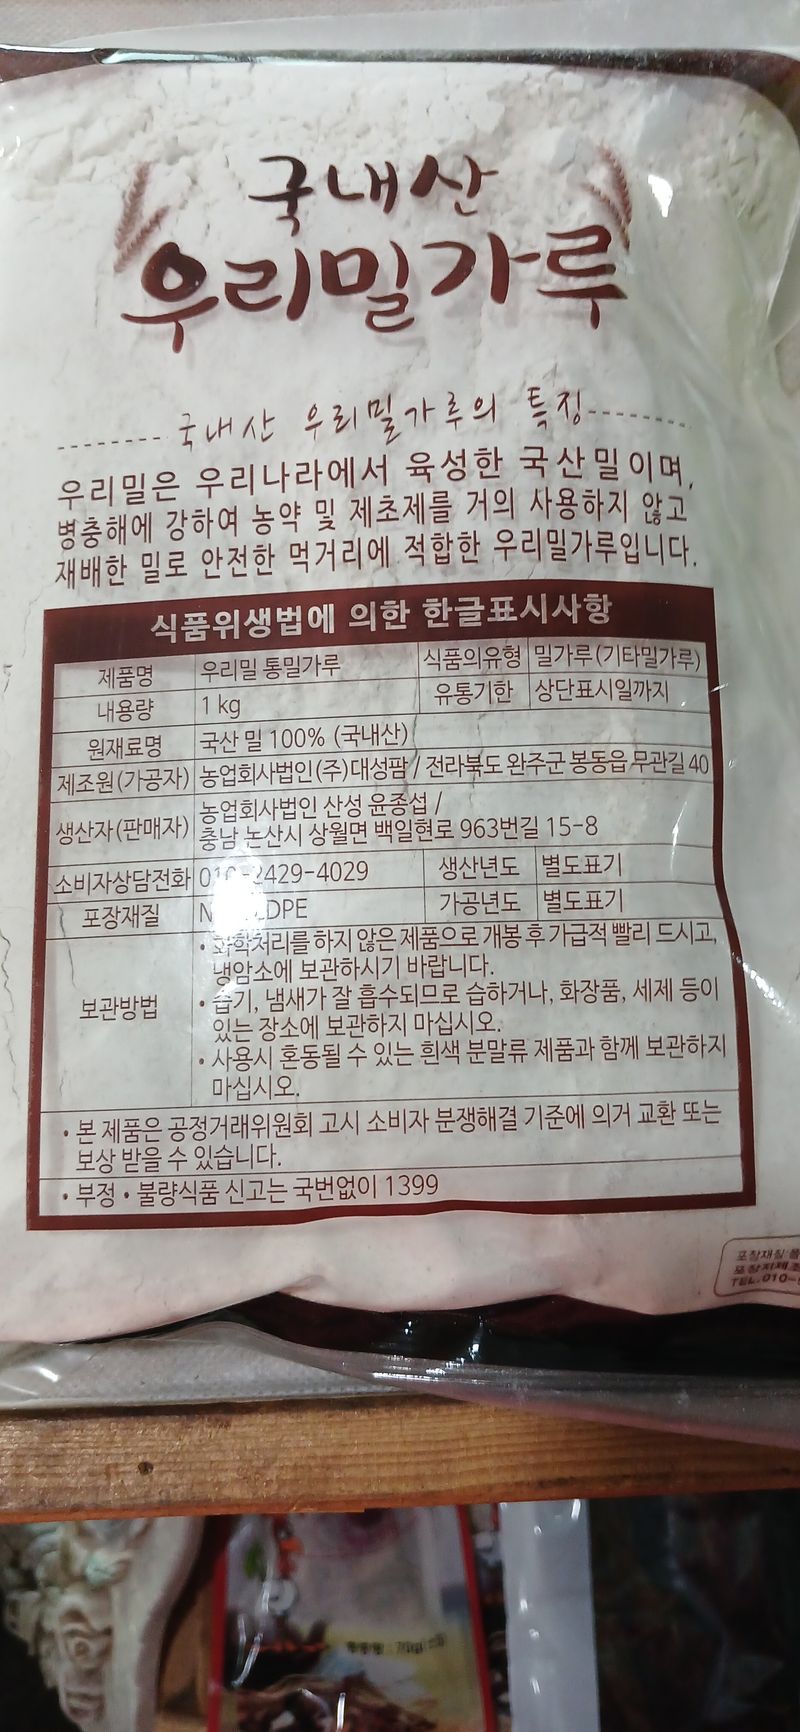 국내산
우리밀가루
국내산 우리밀가루의 특징
우리밀은 우리나라에서 육성한 국산밀이며,
병충해에 강하여 농약 및 제초제를 거의 사용하지 않고
재배한 밀로 안전한 먹거리에 적합한 우리밀가루입니다.
식품위생법에 의한 한글표시사항
제품명 우리밀 통밀가루 식품의유형 밀가루(기타밀가루)
내용량 1 kg 유통기한 상단표시일까지
원재료명 국산 밀 100% (국내산)
제조원(가공자) 농업회사법인(주)대성팜 / 전라북도 완주군 봉동읍 무관길 40
생산자(판매자) 농업회사법인 산성 윤종섭 /
충남 논산시 상월면 백일헌로 963번길 15-8
소비자상담전화 2429-4029 생산년도 별도표기
포장재질 가공년도 별도표기
보관방법
• 화학처리를 하지 않은 제품으로 개봉 후 가급적 빨리 드시고,
냉암소에 보관하시기 바랍니다.
• 습기, 냄새가 잘 흡수되므로 습하거나, 화장품, 세제 등이
있는 장소에 보관하지 마십시오.
• 사용시 혼동될 수 있는 흰색 분말류 제품과 함께 보관하지
마십시오.
• 본 제품은 공정거래위원회 고시 소비자 분쟁해결 기준에 의거 교환 또는
보상 받을 수 있습니다.
• 부정 • 불량식품 신고는 국번없이 1399
포장재질
TEL.010-